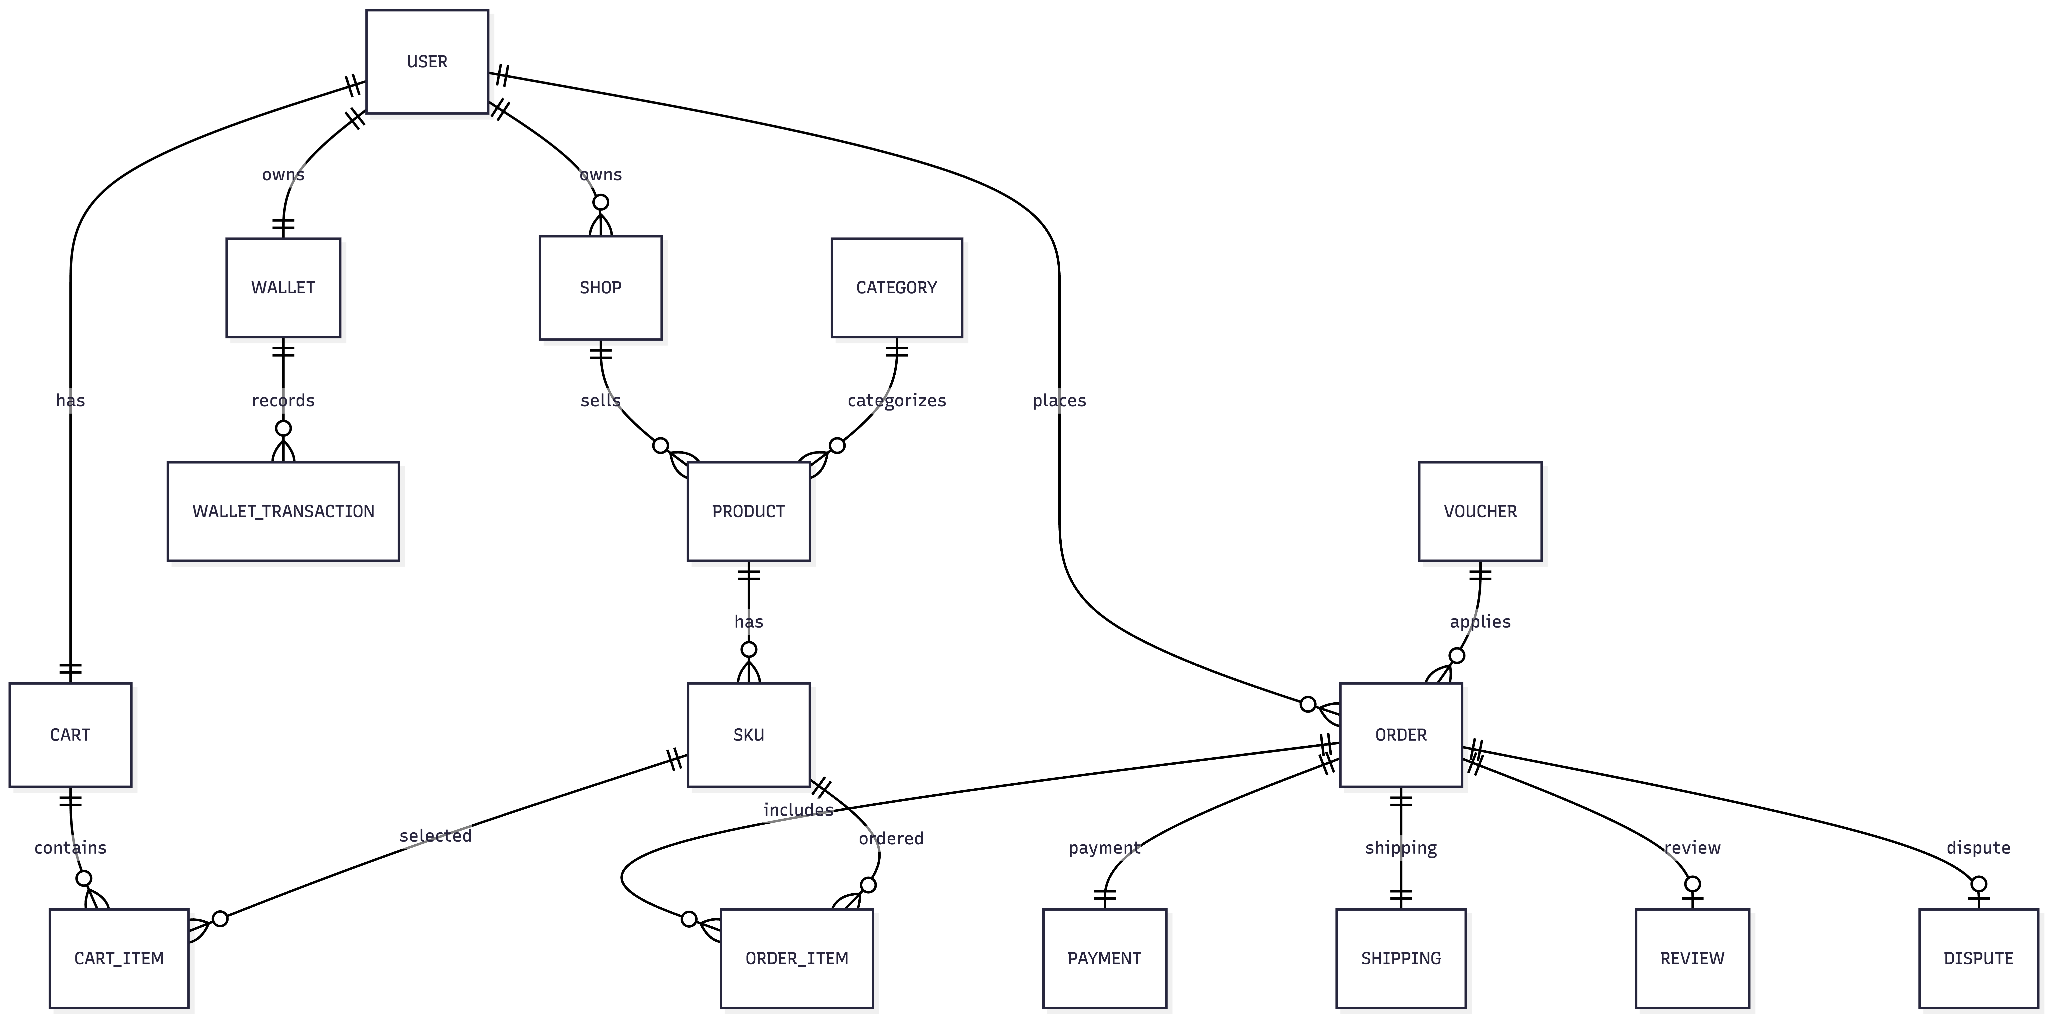 USER
owns
owns
WALLET
SHOP
CATEGORY
has
records
sells
categorizes
places
WALLET_TRANSACTION
PRODUCT
VOUCHER
has
applies
CART
SKU
ORDER
includes
selected
ordered
contains
payment
shipping
review
dispute
CART_ITEM
ORDER_ITEM
PAYMENT
SHIPPING
REVIEW
DISPUTE